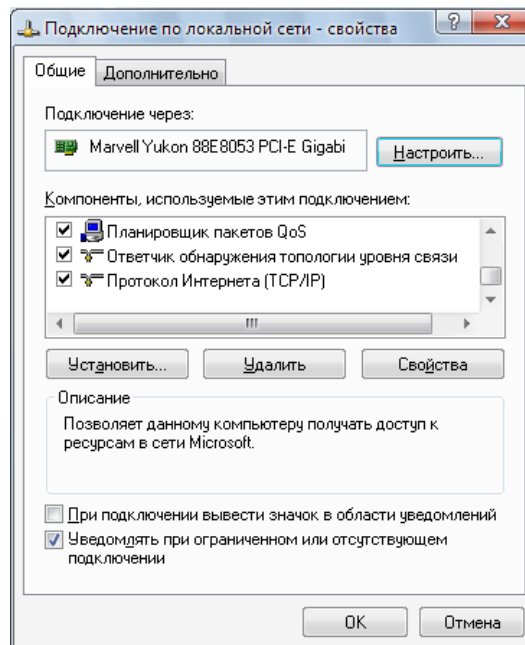 Подключение по локальной сети - свойства
?
Общие
Дополнительно
Подключение через:
Marvell Yukon 88E8053 PCI-E Gigabi
Настроить...
Компоненты, используемые этим подключением:
Планировщик пакетов QoS
Ответчик обнаружения топологии уровня связи
Протокол Интернета (TCP/IP)
Установить...
Удалить
Свойства
Описание
Позволяет данному компьютеру получать доступ к
ресурсам в сети Microsoft.
При подключении вывести значок в области уведомлений
Уведомлять при ограниченном или отсутствующем
подключении
OK
Отмена